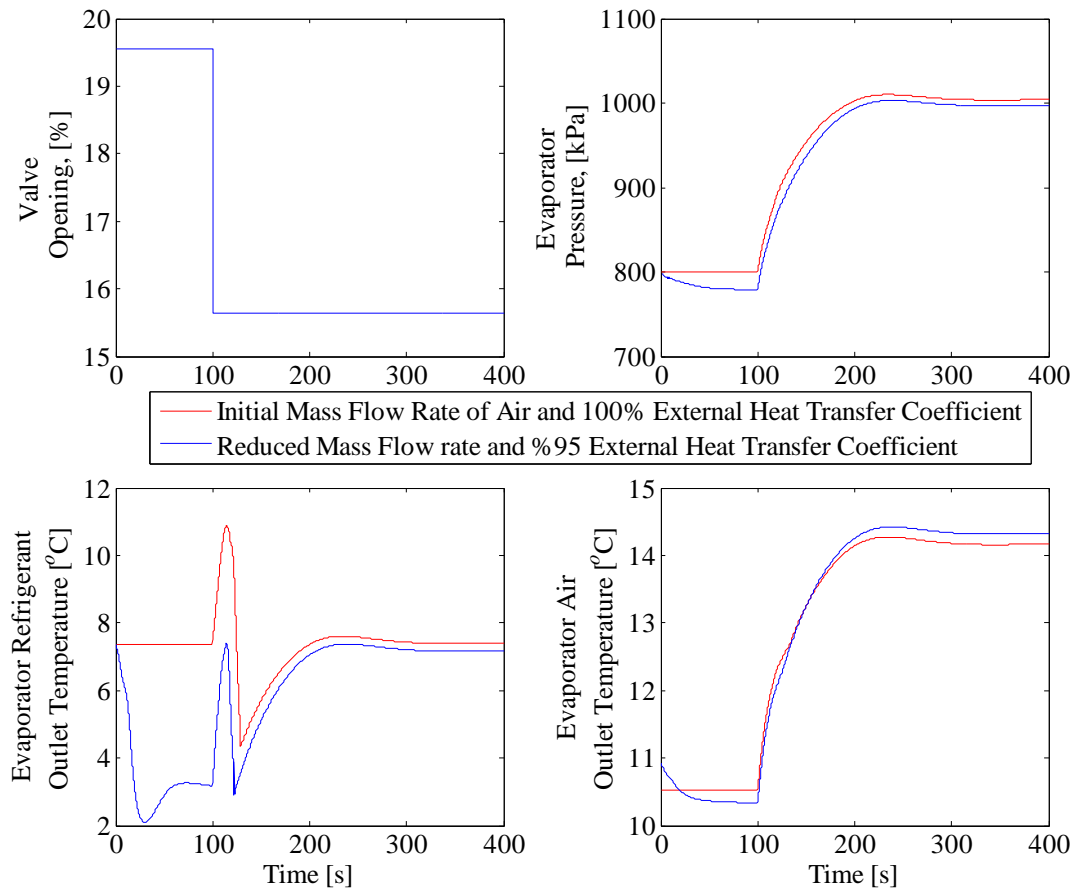 20
19
18
17
16
15
Valve
Opening, [%]
0 100 200 300 400
1100
1000
900
800
700
Evaporator
Pressure, [kPa]
0 100 200 300 400
Initial Mass Flow Rate of Air and 100% External Heat Transfer Coefficient
Reduced Mass Flow rate and %95 External Heat Transfer Coefficient
12
10
8
6
4
2
Evaporator Refrigerant
Outlet Temperature [°C]
0 100 200 300 400
Time [s]
15
14
13
12
11
10
Evaporator Air
Outlet Temperature [°C]
0 100 200 300 400
Time [s]